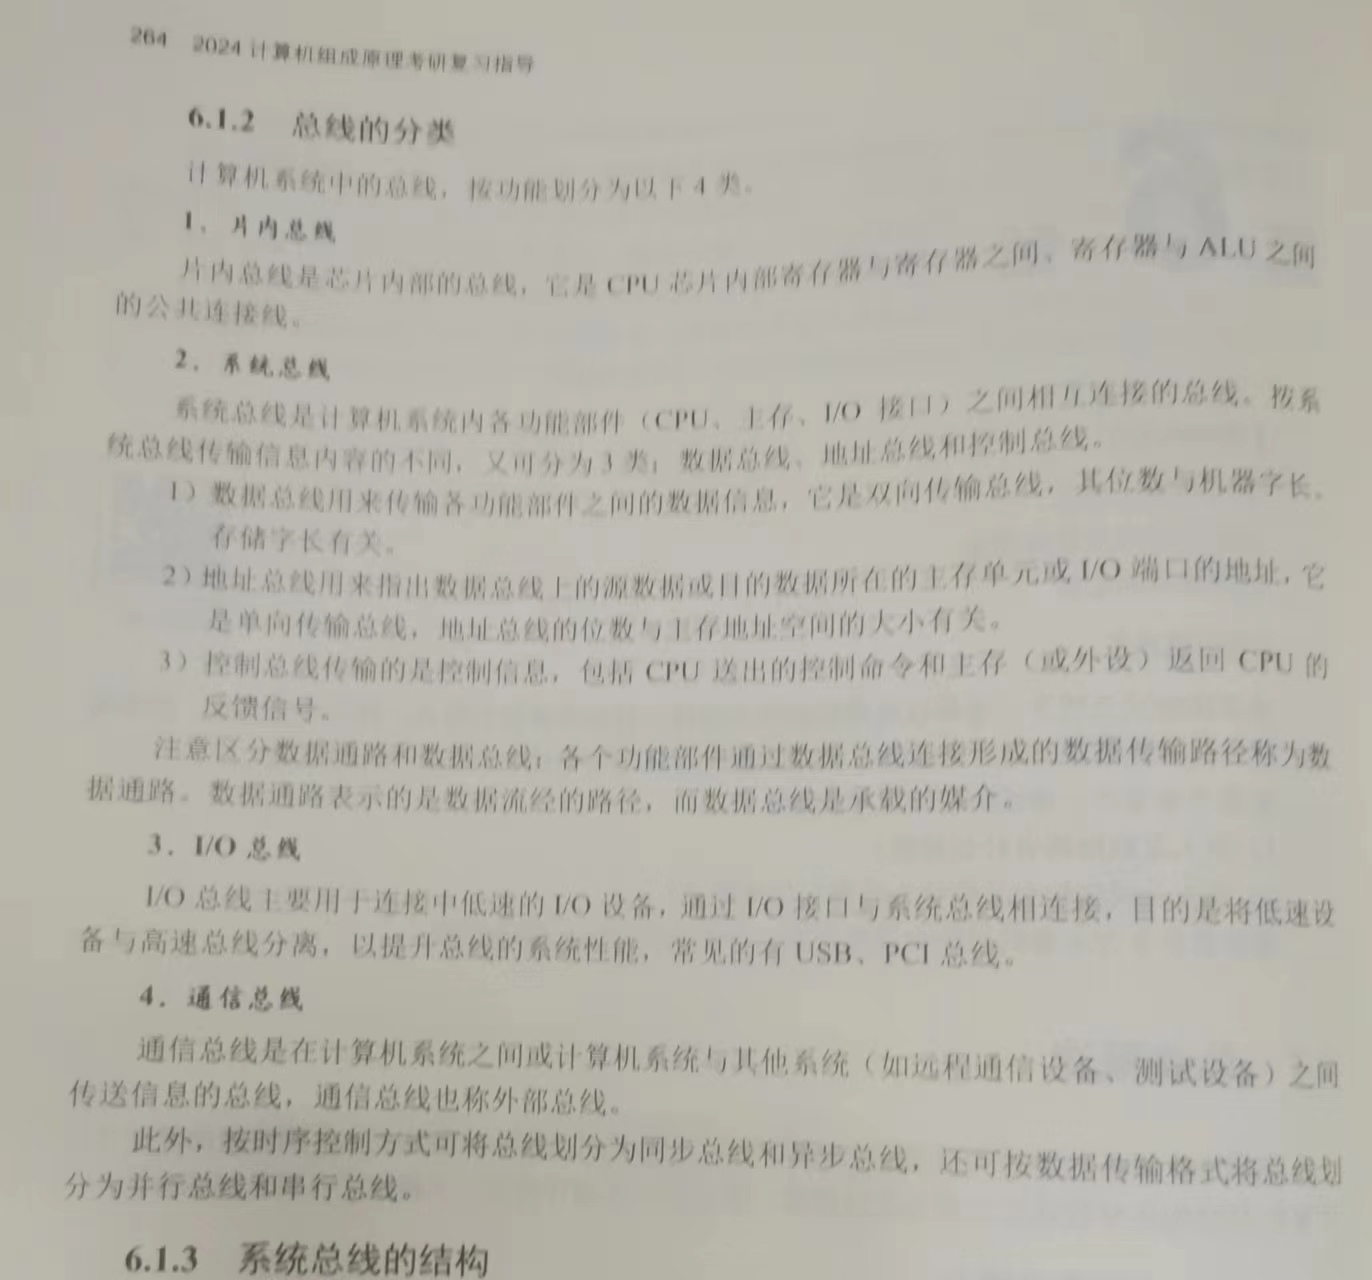 264 2024 计算机组成原理考研复习指导
6.1.2 总线的分类
计算机系统中的总线，按功能划分为以下 4 类。
1．片内总线
片内总线是芯片内部的总线，它是 CPU 芯片内部寄存器与寄存器之间、寄存器与 ALU 之间
的公共连接线。
2．系统总线
系统总线是计算机系统内各功能部件（CPU、主存、I/O 接口）之间相互连接的总线。按系
统总线传输信息内容的不同，又可分为 3 类：数据总线、地址总线和控制总线。
1）数据总线用来传输各功能部件之间的数据信息，它是双向传输总线，其位数与机器字长、
存储字长有关。
2）地址总线用来指出数据总线上的源数据或目的数据所在的主存单元或 I/O 端口的地址，它
是单向传输总线，地址总线的位数与主存地址空间的大小有关。
3）控制总线传输的是控制信息，包括 CPU 送出的控制命令和主存（或外设）返回 CPU 的
反馈信号。
注意区分数据通路和数据总线：各个功能部件通过数据总线连接形成的数据传输路径称为数
据通路。数据通路表示的是数据流经的路径，而数据总线是承载的媒介。
3．I/O 总线
I/O 总线主要用于连接中低速的 I/O 设备，通过 I/O 接口与系统总线相连接，目的是将低速设
备与高速总线分离，以提升总线的系统性能，常见的有 USB、PCI 总线。
4．通信总线
通信总线是在计算机系统之间或计算机系统与其他系统（如远程通信设备、测试设备）之间
传送信息的总线，通信总线也称外部总线。
此外，按时序控制方式可将总线划分为同步总线和异步总线，还可按数据传输格式将总线划
分为并行总线和串行总线。
6.1.3 系统总线的结构